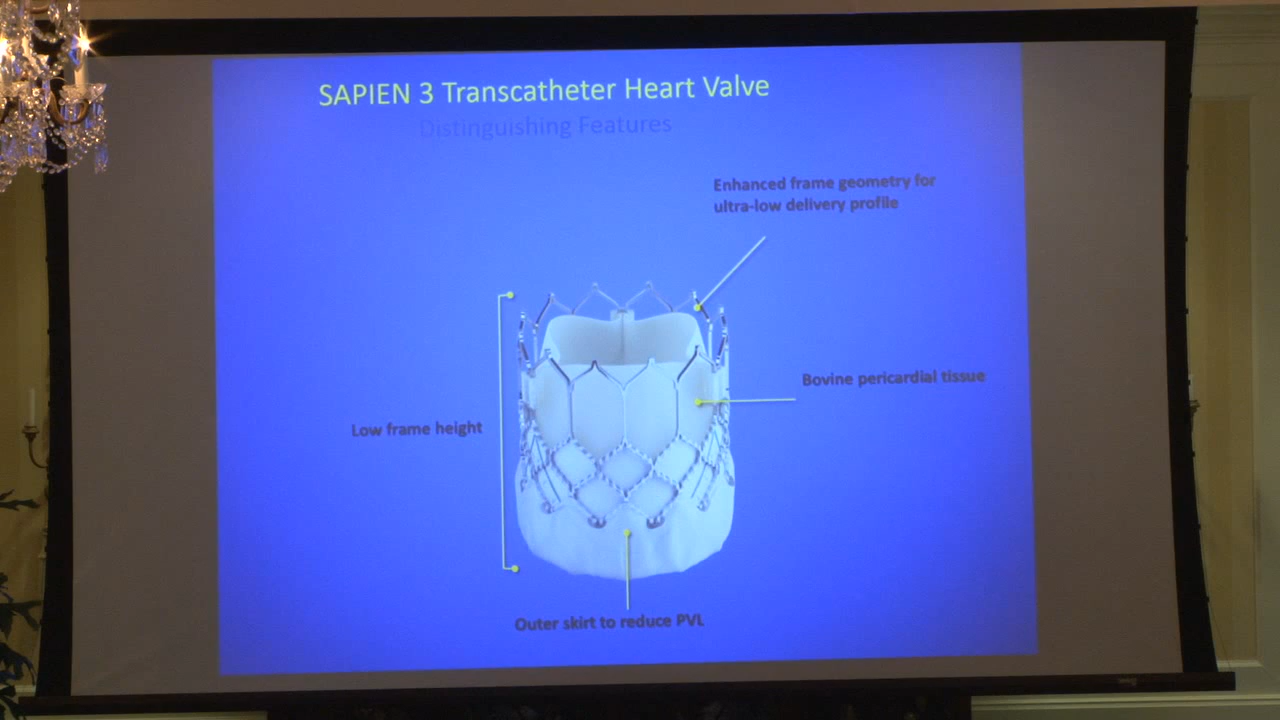 SAPIEN 3 Transcatheter Heart Valve
Distinguishing Features
Enhanced frame geometry for
ultra-low delivery profile
Bovine pericardial tissue
Low frame height
Outer skirt to reduce PVL